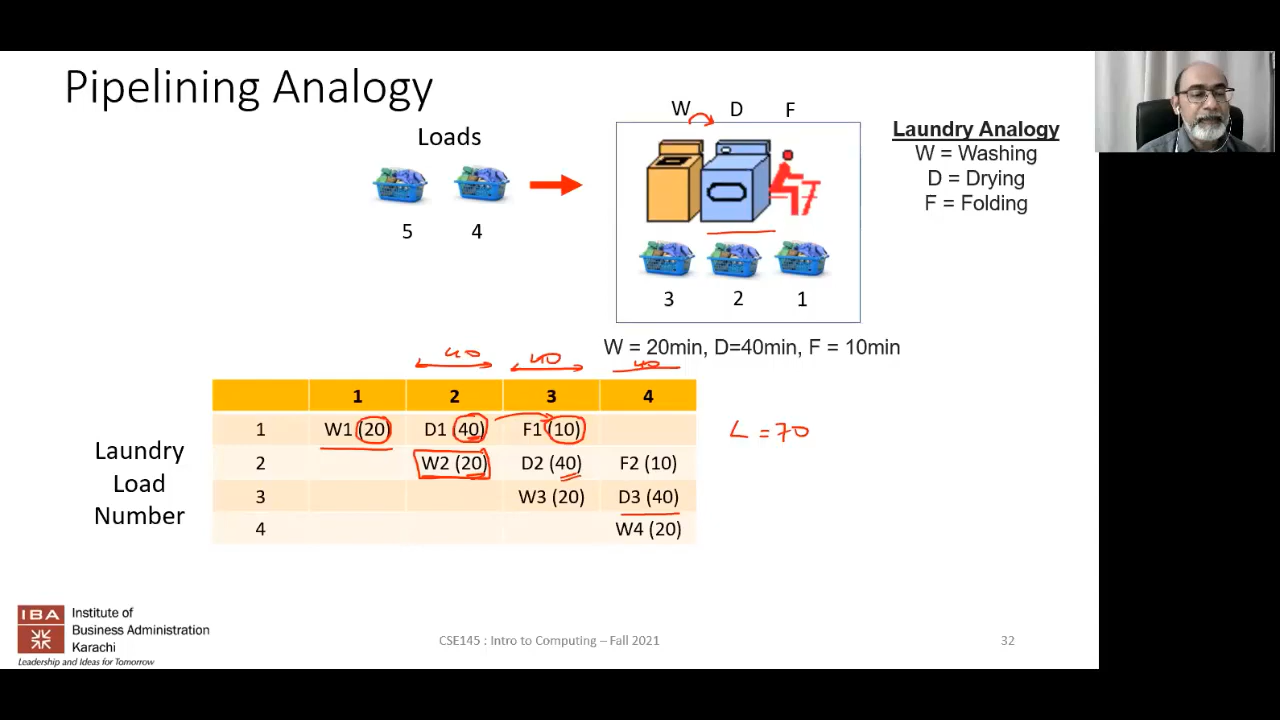 Pipelining Analogy
Loads
5 4
W D F
3 2 1
Laundry Analogy
W = Washing
D = Drying
F = Folding
W = 20min, D=40min, F = 10min
40 40 40
1 2 3 4
1 W1 (20) D1 (40) F1 (10)
2 W2 (20) D2 (40) F2 (10)
3 W3 (20) D3 (40)
4 W4 (20)
Laundry
Load
Number
L = 70
IBA
Institute of
Business Administration
Karachi
Leadership and Ideas for Tomorrow
CSE145 : Intro to Computing – Fall 2021
32